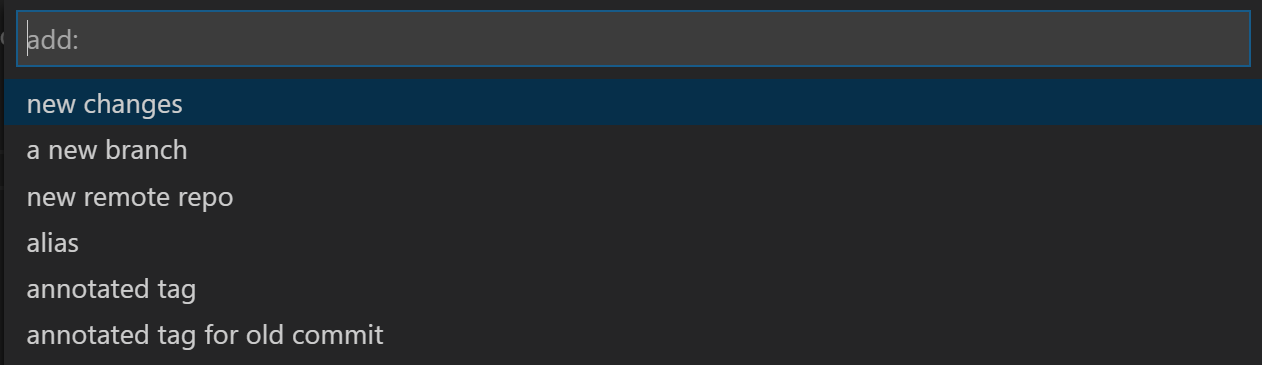 add:
new changes
a new branch
new remote repo
alias
annotated tag
annotated tag for old commit